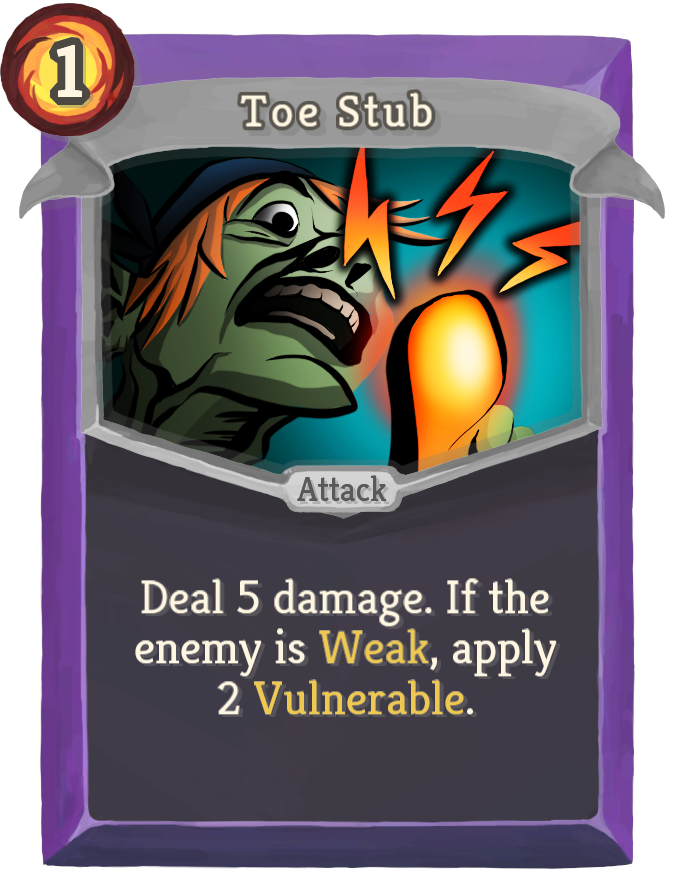 1
Toe Stub
Attack
Deal 5 damage. If the
enemy is Weak, apply
2 Vulnerable.